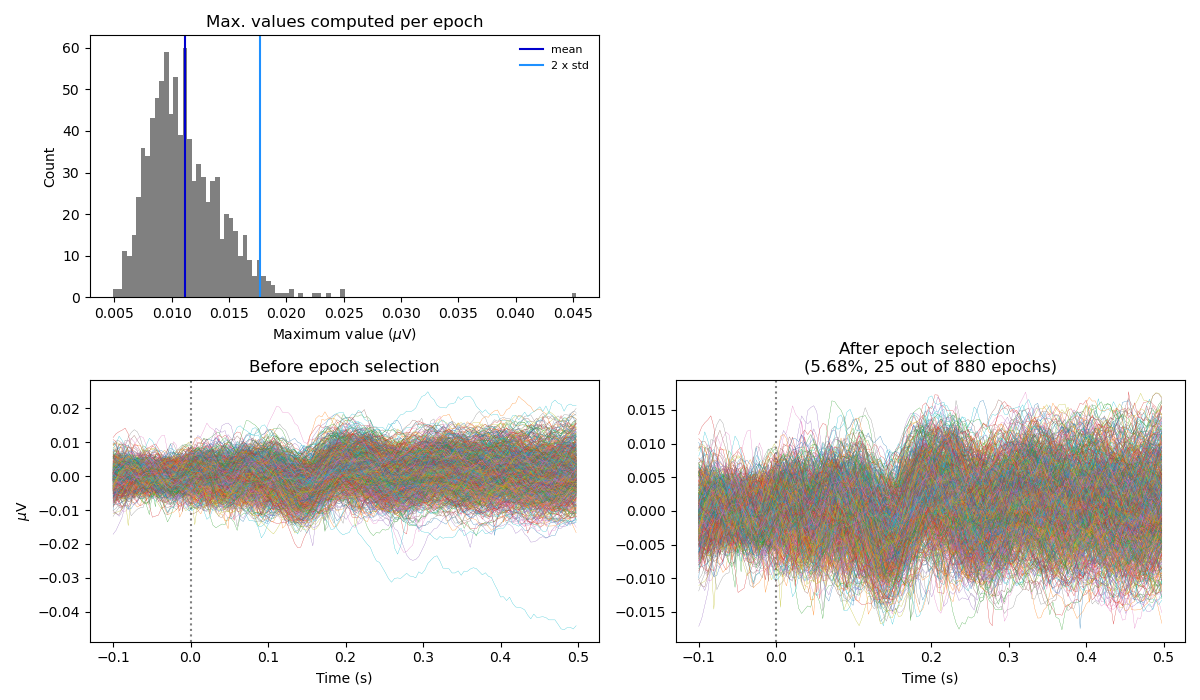 Max. values computed per epoch
mean
2 x std
60
50
40
30
20
10
0
Count
0.005 0.010 0.015 0.020 0.025 0.030 0.035 0.040 0.045
Maximum value (μV)
Before epoch selection
0.02
0.01
0.00
−0.01
−0.02
−0.03
−0.04
μV
−0.1 0.0 0.1 0.2 0.3 0.4 0.5
Time (s)
After epoch selection
(5.68%, 25 out of 880 epochs)
0.015
0.010
0.005
0.000
−0.005
−0.010
−0.015
−0.1 0.0 0.1 0.2 0.3 0.4 0.5
Time (s)